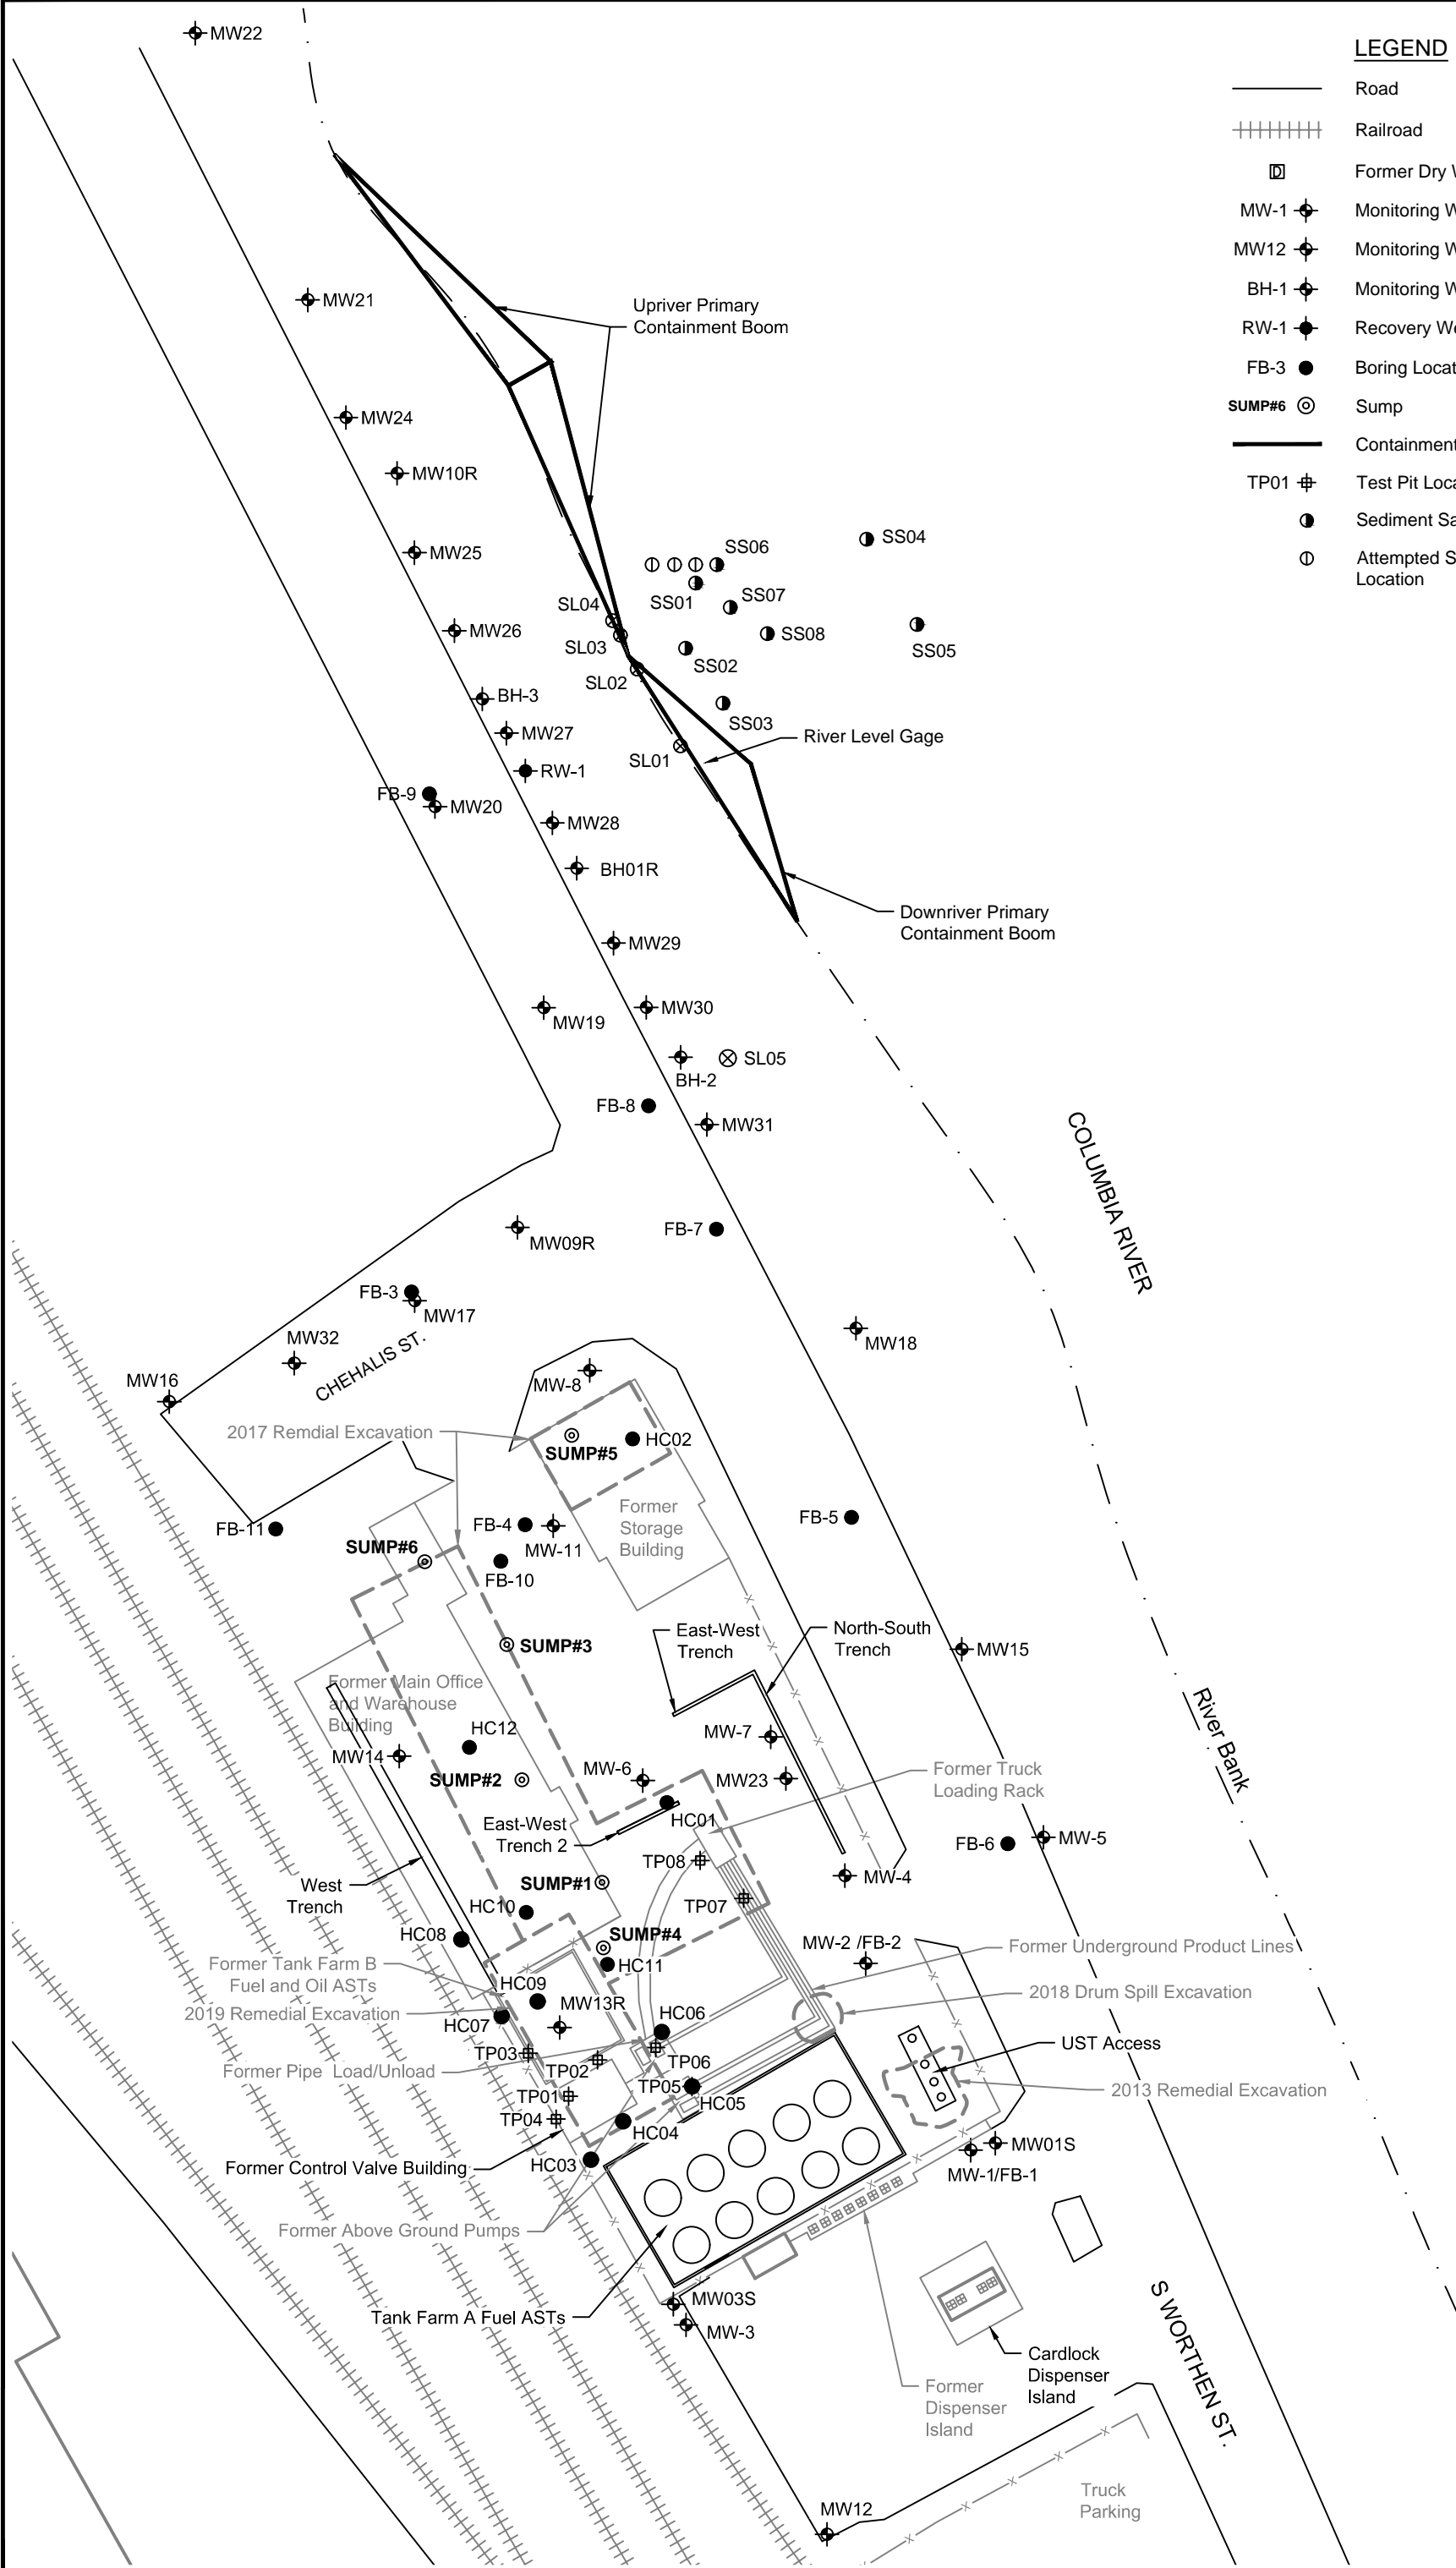 MW22
LEGEND
Road
Railroad
D
Former Dry
MW-1
Monitoring
MW12
Monitoring
BH-1
Monitoring
RW-1
Recovery
FB-3
Boring
SUMP#6
Sump
Containment
TP01
Test Pit
Sediment
Attempted
Location
MW21
Upriver Primary
Containment Boom
MW24
MW10R
MW25
SS06
SS04
SS01
SS07
SL04
MW26
SL03
SS08
SS05
SS02
SL02
BH-3
SS03
MW27
River Level Gage
SL01
RW-1
FB-9
MW20
MW28
BH01R
Downriver Primary
Containment Boom
MW29
MW19
MW30
BH-2
SL05
FB-8
MW31
COLUMBIA RIVER
FB-7
MW09R
FB-3
MW17
MW18
MW32
CHEHALIS ST.
MW16
MW-8
2017 Remdial Excavation
HC02
SUMP#5
Former
Storage
Building
FB-5
FB-11
FB-4
MW-11
SUMP#6
FB-10
East-West
Trench
North-South
Trench
SUMP#3
MW15
Former Main Office
and Warehouse
Building
River Bank
HC12
MW14
MW-7
SUMP#2
MW-6
MW23
Former Truck
Loading Rack
HC01
East-West
Trench 2
FB-6
MW-5
TP08
MW-4
West
Trench
SUMP#1
TP07
HC10
HC08
SUMP#4
MW-2 /FB-2
Former Underground Product Lines
Former Tank Farm B
Fuel and Oil ASTs
HC11
HC09
2018 Drum Spill Excavation
2019 Remedial Excavation
MW13R
HC07
HC06
UST Access
TP03
TP02
TP06
Former Pipe Load/Unload
TP05
2013 Remedial Excavation
TP01
HC05
TP04
HC04
MW01S
Former Control Valve Building
HC03
MW-1/FB-1
Former Above Ground Pumps
MW03S
Tank Farm A Fuel ASTs
MW-3
S WORTHEN ST.
Cardlock
Dispenser
Island
Former
Dispenser
Island
Truck
Parking
MW12